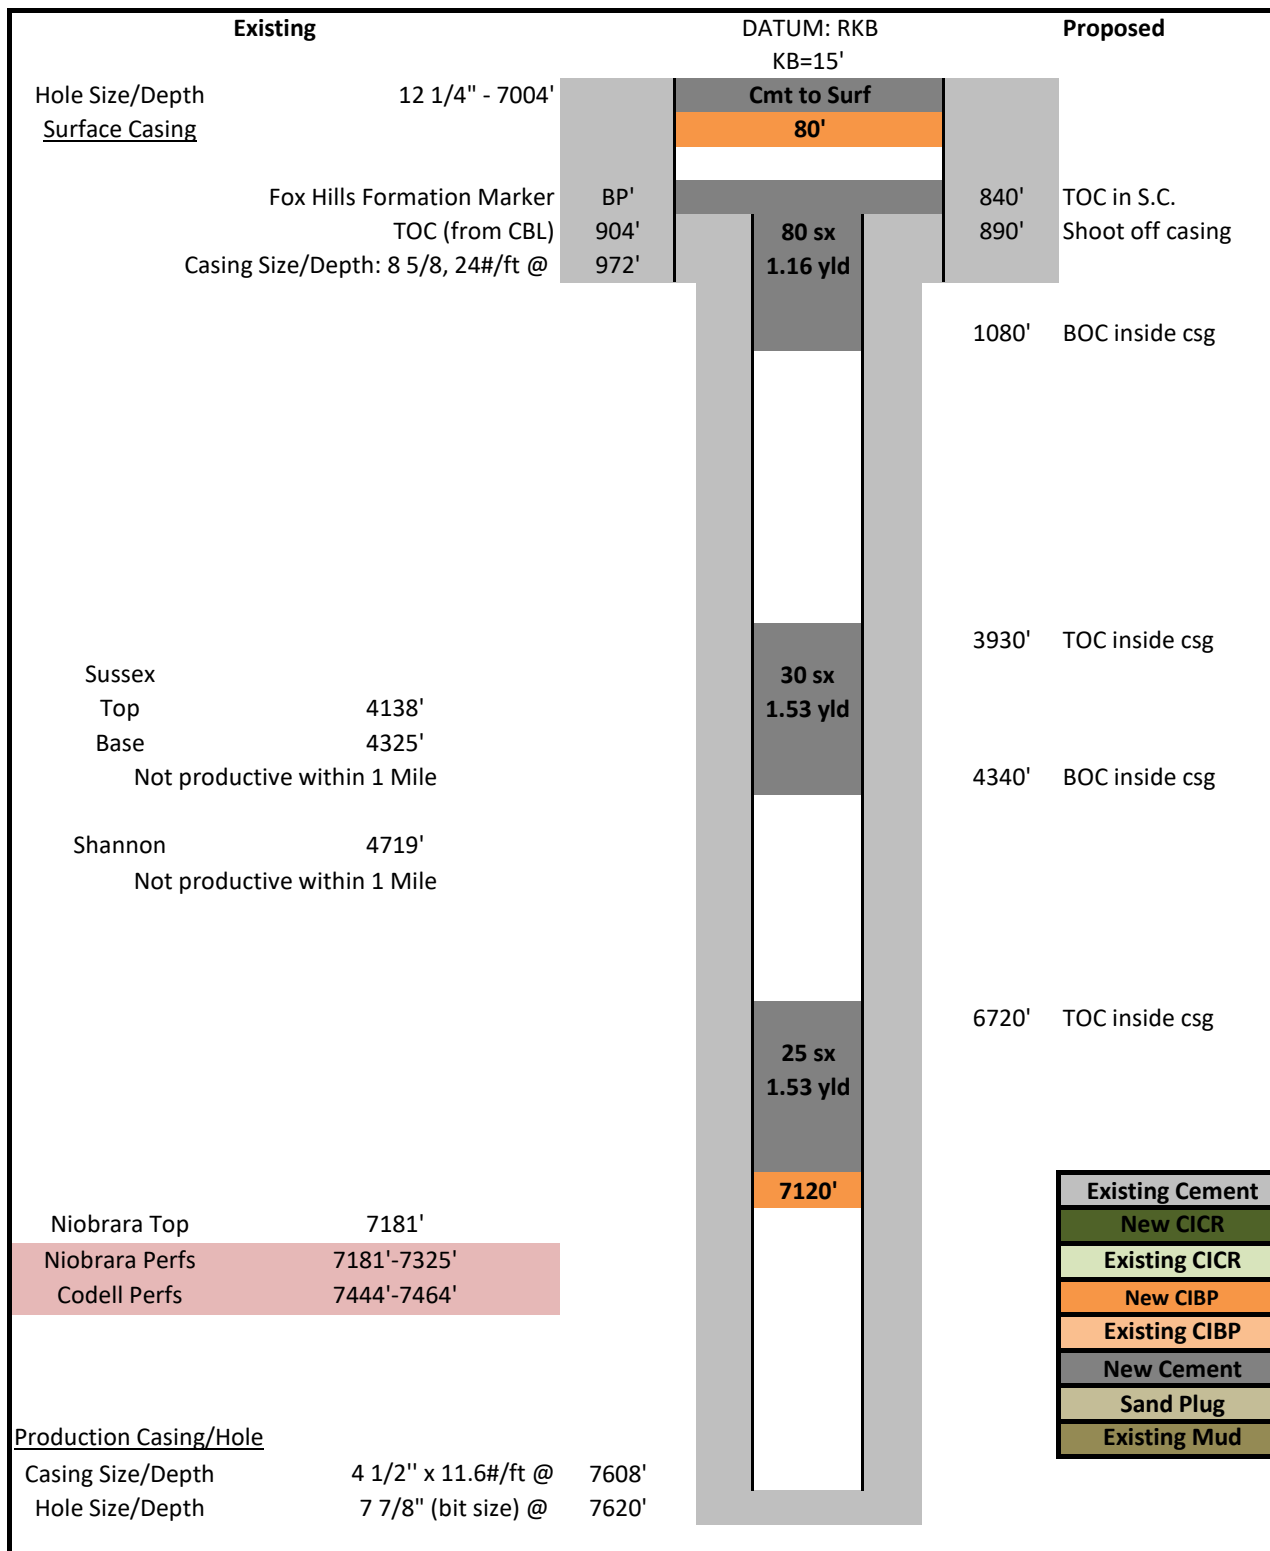 Existing DATUM: RKB Proposed
KB=15'
Hole Size/Depth 12 1/4" - 7004' Cmt to Surf
Surface Casing 80'
Fox Hills Formation Marker BP' 840' TOC in S.C.
TOC (from CBL) 904' 80 sx 890' Shoot off casing
Casing Size/Depth: 8 5/8, 24#/ft @ 972' 1.16 yld
1080' BOC inside csg
3930' TOC inside csg
Sussex 30 sx
Top 4138' 1.53 yld
Base 4325'
Not productive within 1 Mile 4340' BOC inside csg
Shannon 4719'
Not productive within 1 Mile
6720' TOC inside csg
25 sx
1.53 yld
7120' Existing Cement
Niobrara Top 7181' New CICR
Niobrara Perfs 7181'-7325' Existing CICR
Codell Perfs 7444'-7464' New CIBP
Existing CIBP
New Cement
Sand Plug
Production Casing/Hole Existing Mud
Casing Size/Depth 4 1/2'' x 11.6#/ft @ 7608'
Hole Size/Depth 7 7/8" (bit size) @ 7620'